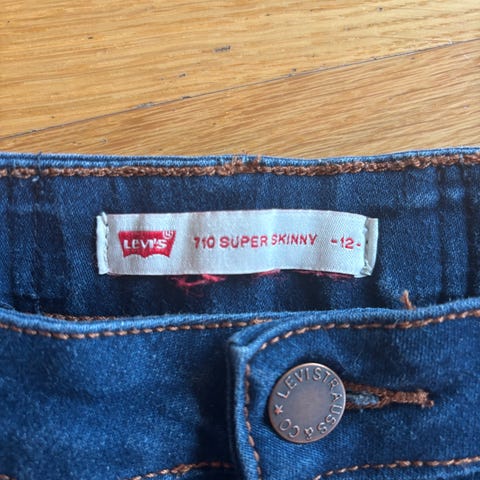 LEVI'S 710 SUPER SKINNY -12-
LEVI STRAUSS & CO